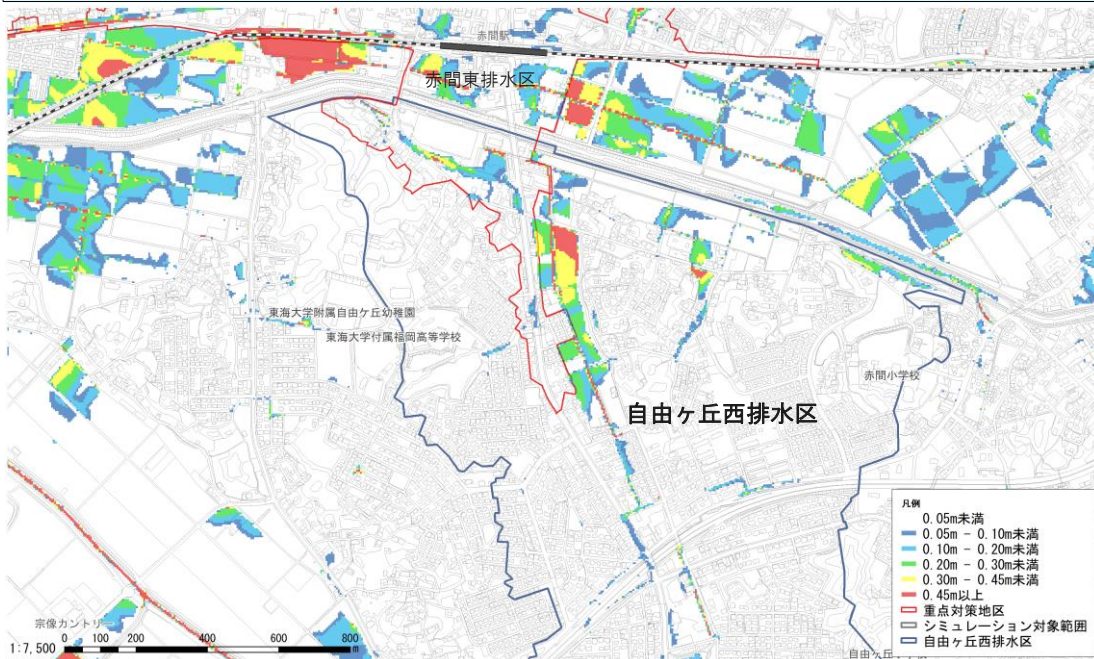 赤間駅
赤間東排水区
東海大学附属自由ケ丘幼稚園
東海大学付属福岡高等学校
赤間小学校
自由ヶ丘西排水区
凡例
0.05m未満
0.05m - 0.10m未満
0.10m - 0.20m未満
0.20m - 0.30m未満
0.30m - 0.45m未満
0.45m以上
重点対策地区
シミュレーション対象範囲
自由ヶ丘西排水区
宗像カントリー
1:7,500 0 100 200 400 600 800 m